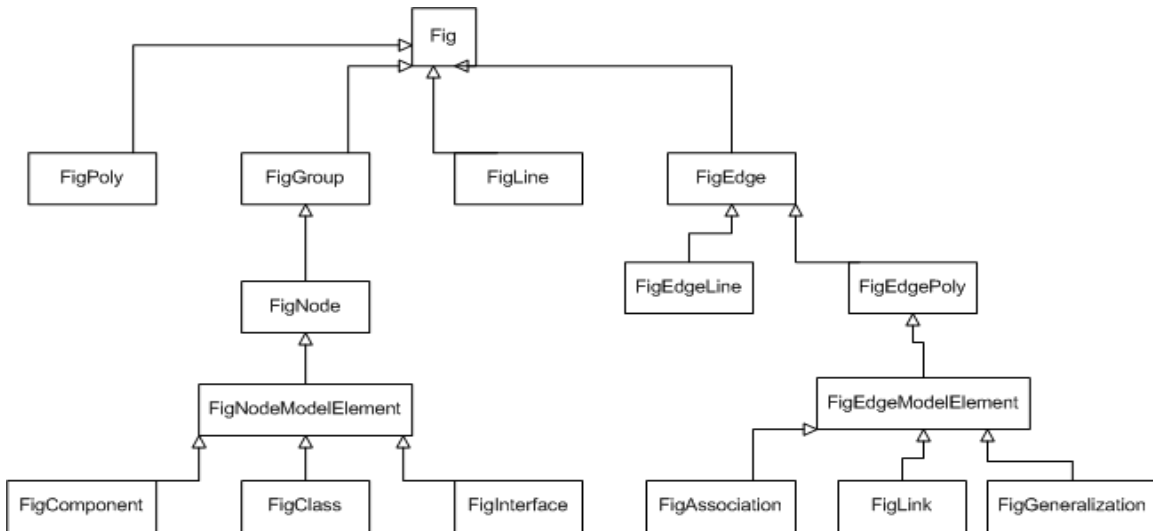 Fig
FigPoly
FigGroup
FigLine
FigEdge
FigEdgeLine
FigEdgePoly
FigNode
FigNodeModelElement
FigEdgeModelElement
FigComponent
FigClass
FigInterface
FigAssociation
FigLink
FigGeneralization